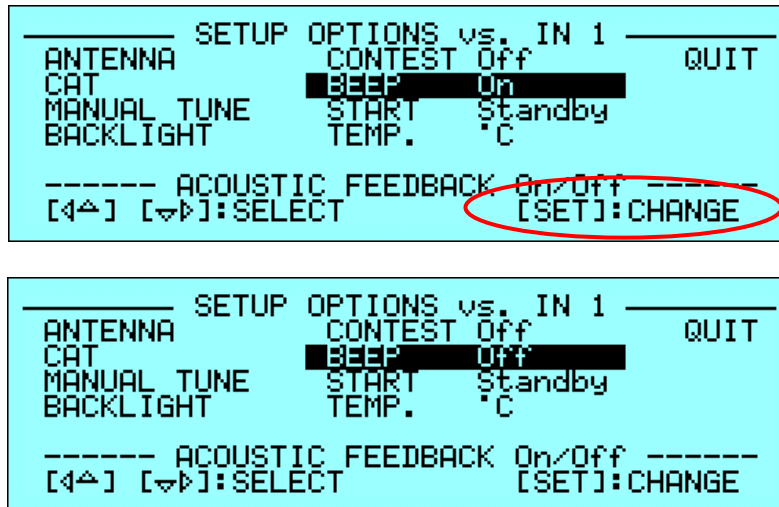 SETUP OPTIONS vs. IN 1
ANTENNA CONTEST Off QUIT
CAT BEEP On
MANUAL TUNE START Standby
BACKLIGHT TEMP. °C
------ ACOUSTIC FEEDBACK On/Off ------
[◁△] [▽▷]:SELECT [SET]:CHANGE
SETUP OPTIONS vs. IN 1
ANTENNA CONTEST Off QUIT
CAT BEEP Off
MANUAL TUNE START Standby
BACKLIGHT TEMP. °C
------ ACOUSTIC FEEDBACK On/Off ------
[◁△] [▽▷]:SELECT [SET]:CHANGE